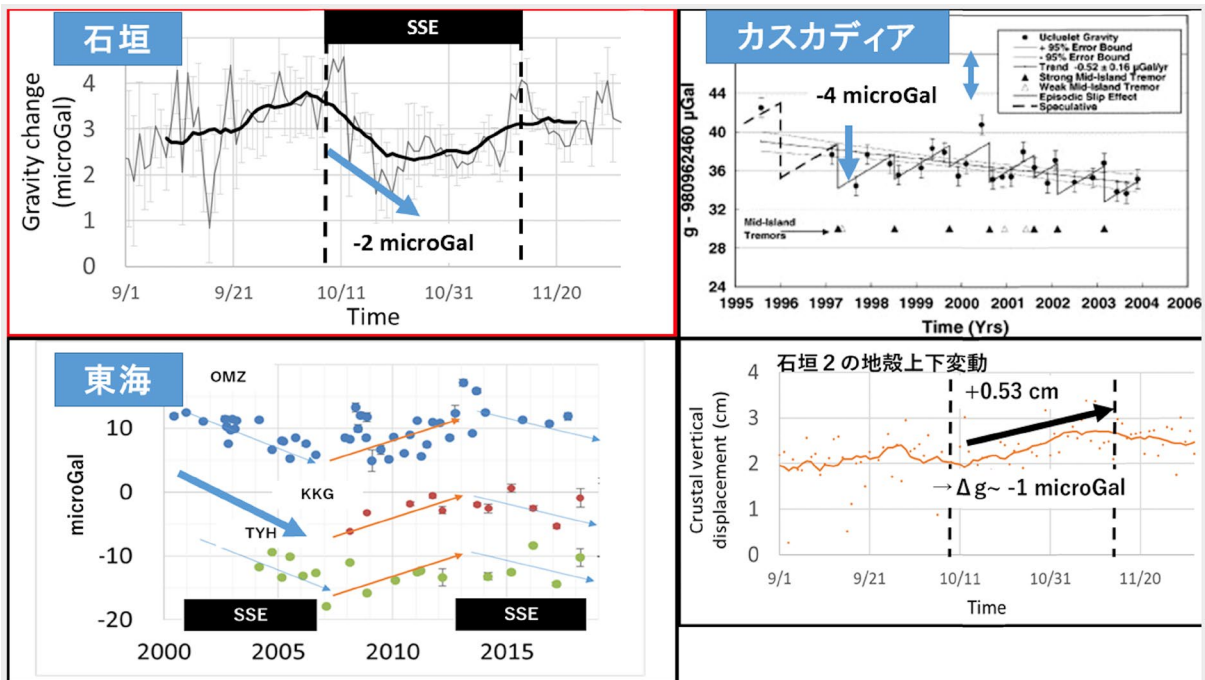 石垣
SSE
Gravity change
(microGal)
4
3
2
1
0
-2 microGal
9/1
9/21
10/11
10/31
11/20
Time
カスカディア
Ucluelet Gravity
+ 95% Error Bound
- 95% Error Bound
Trend -0.52 ± 0.16 µGal/yr
Strong Mid-Island Tremor
Weak Mid-Island Tremor
Episodic Slip Effect
Speculative
-4 microGal
g - 980962460 µGal
44
40
36
32
28
24
Mid-Island
Tremors
1995
1996
1997
1998
1999
2000
2001
2002
2003
2004
2005
2006
Time (Yrs)
東海
OMZ
microGal
10
0
-10
-20
KKG
TYH
SSE
SSE
2000
2005
2010
2015
石垣2の地殻上下変動
+0.53 cm
Crustal vertical
displacement (cm)
4
3
2
1
0
→Δg~ -1 microGal
9/1
9/21
10/11
10/31
11/20
Time